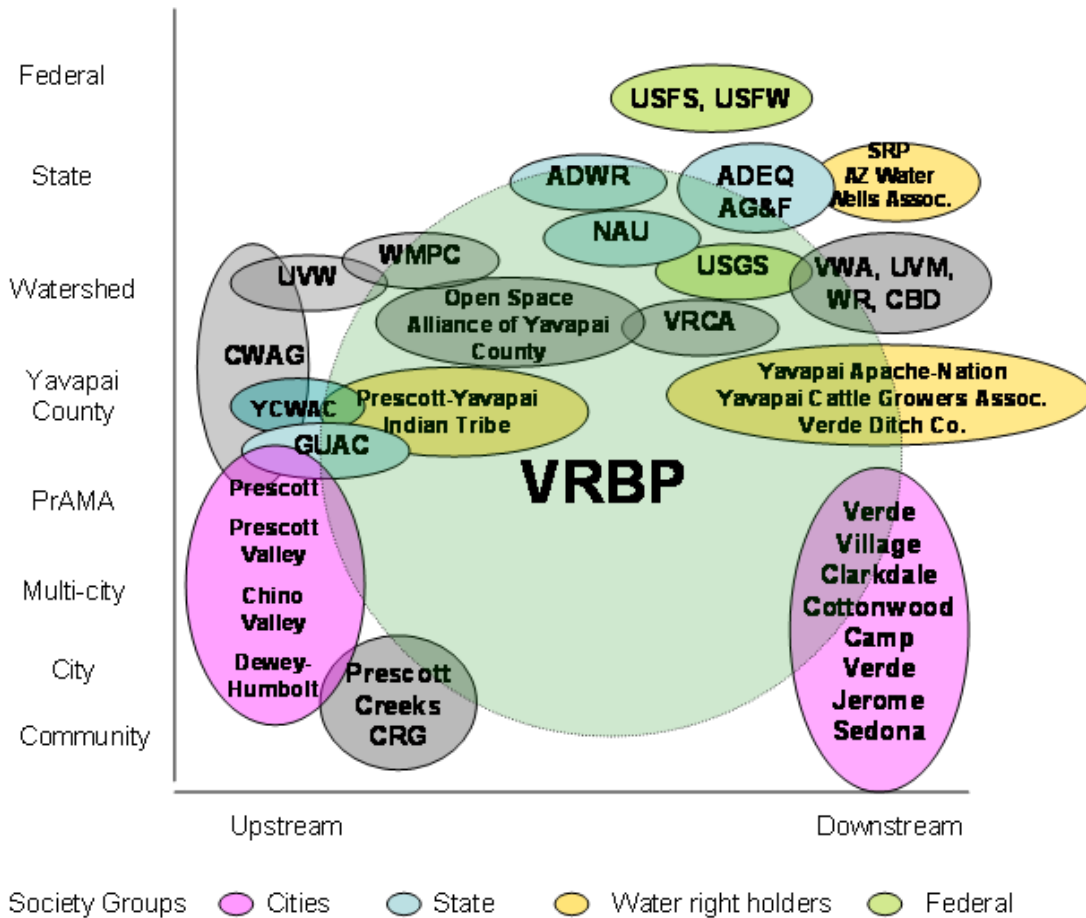 Federal
State
Watershed
Yavapai
County
PrAMA
Multi-city
City
Community
USFS, USFW
ADWR
ADEQ
AG&F
SRP
AZ Water
Wells Assoc.
NAU
WMPC
UVW
USGS
VWA, UVM,
WR, CBD
Open Space
Alliance of Yavapai
County
VRCA
CWAG
YCWAC
Prescott-Yavapai
Indian Tribe
Yavapai Apache-Nation
Yavapai Cattle Growers Assoc.
Verde Ditch Co.
GUAC
VRBP
Prescott
Prescott
Valley
Chino
Valley
Dewey-
Humbolt
Prescott
Creeks
CRG
Verde
Village
Clarkdale
Cottonwood
Camp
Verde
Jerome
Sedona
Upstream
Downstream
Society Groups
Cities
State
Water right holders
Federal